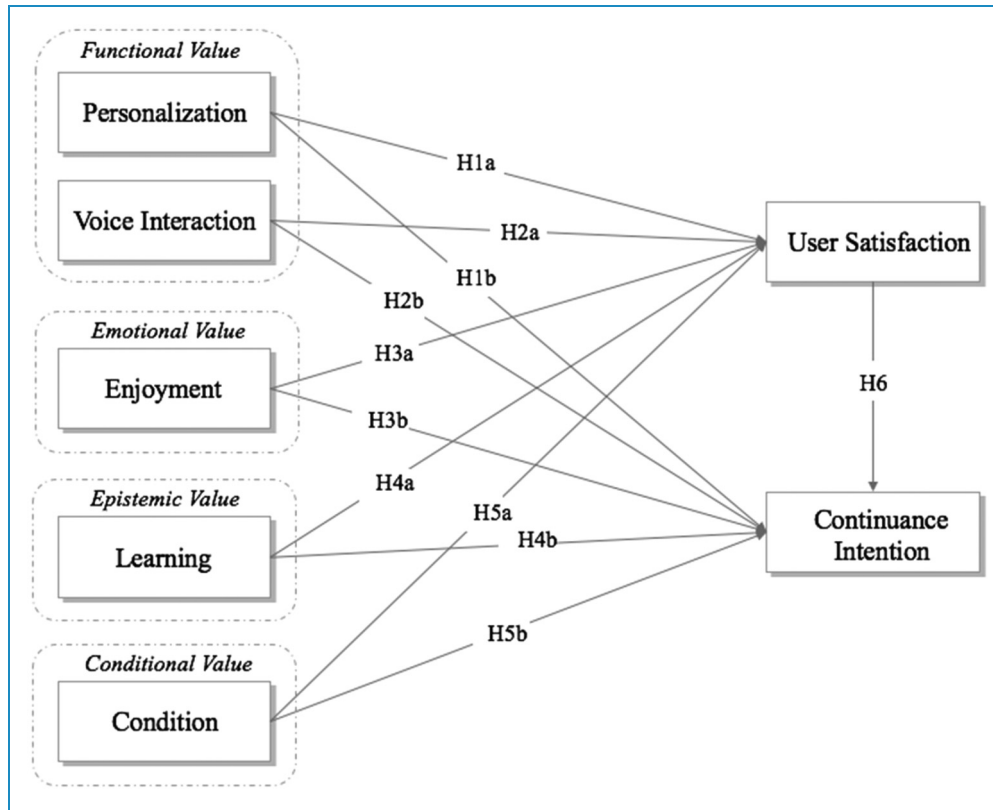 Functional Value
Personalization
Voice Interaction
Emotional Value
Enjoyment
Epistemic Value
Learning
Conditional Value
Condition
H1a
H2a
H1b
H2b
H3a
H3b
H4a
H5a
H4b
H5b
User Satisfaction
H6
Continuance
Intention